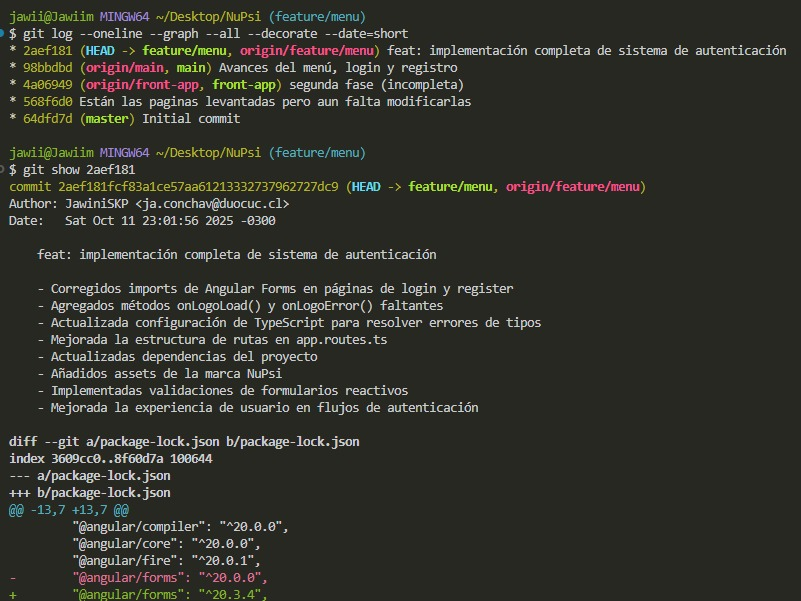 jawii@Jawiim MINGW64 ~/Desktop/NuPsi (feature/menu)
$ git log --oneline --graph --all --decorate --date=short
* 2aef181 (HEAD -> feature/menu, origin/feature/menu) feat: implementación completa de sistema de autenticación
* 98bbdbd (origin/main, main) Avances del menú, login y registro
* 4a06949 (origin/front-app, front-app) segunda fase (incompleta)
* 568f6d0 Están las paginas levantadas pero aun falta modificarlas
* 64dfd7d (master) Initial commit
jawii@Jawiim MINGW64 ~/Desktop/NuPsi (feature/menu)
$ git show 2aef181
commit 2aef181fcf83a1ce57aa61213332737962727dc9 (HEAD -> feature/menu, origin/feature/menu)
Author: JawiniSKP <ja.conchav@duocuc.cl>
Date:   Sat Oct 11 23:01:56 2025 -0300
feat: implementación completa de sistema de autenticación
- Corregidos imports de Angular Forms en páginas de login y register
- Agregados métodos onLogoLoad() y onLogoError() faltantes
- Actualizada configuración de TypeScript para resolver errores de tipos
- Mejorada la estructura de rutas en app.routes.ts
- Actualizadas dependencias del proyecto
- Añadidos assets de la marca NuPsi
- Implementadas validaciones de formularios reactivos
- Mejorada la experiencia de usuario en flujos de autenticación
diff --git a/package-lock.json b/package-lock.json
index 3609cc0..8f60d7a 100644
--- a/package-lock.json
+++ b/package-lock.json
@@ -13,7 +13,7 @@
"@angular/compiler": "^20.0.0",
"@angular/core": "^20.0.0",
"@angular/fire": "^20.0.1",
-        "@angular/forms": "^20.0.0",
+        "@angular/forms": "^20.3.4",